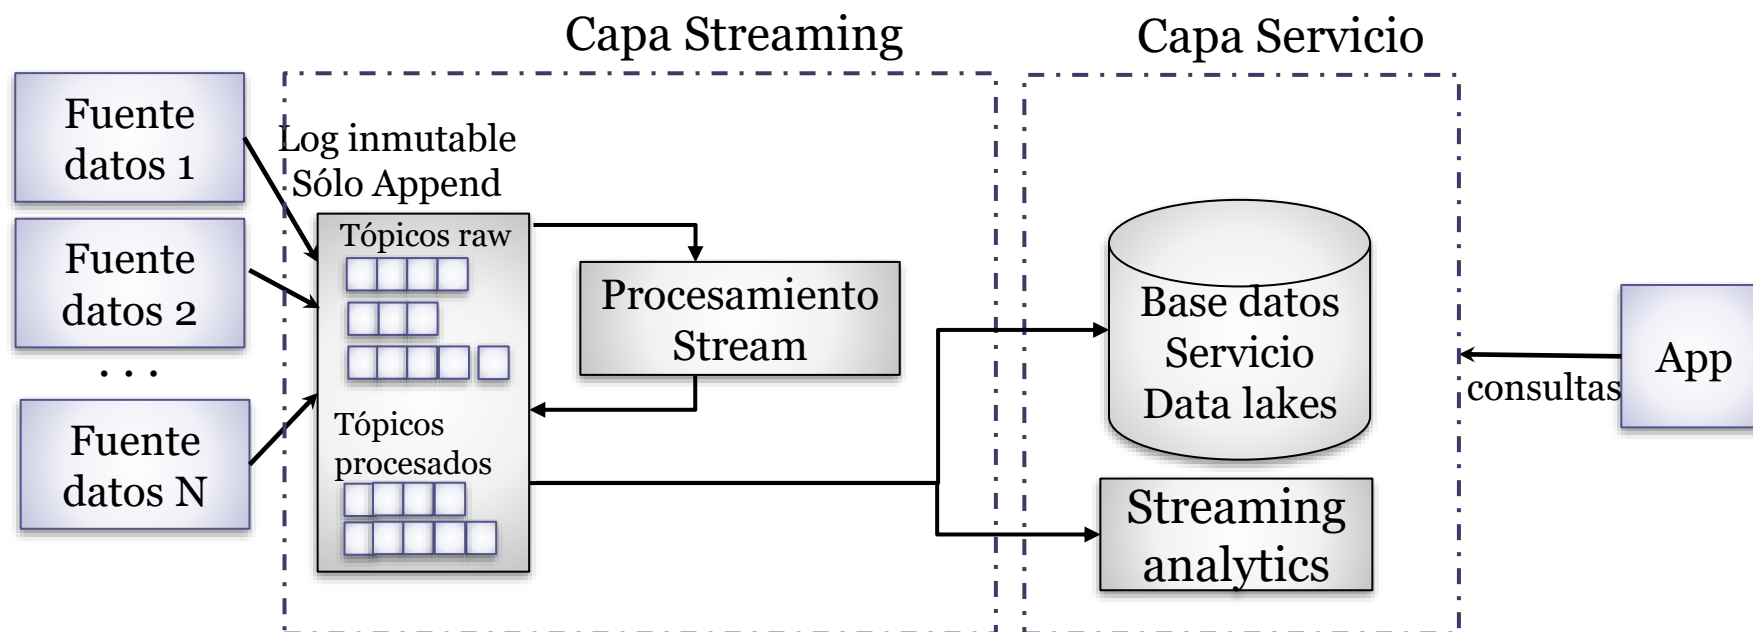 Capa Streaming
Capa Servicio
Fuente
datos 1
Fuente
datos 2
...
Fuente
datos N
Log inmutable
Sólo Append
Tópicos raw
Tópicos
procesados
Procesamiento
Stream
Base datos
Servicio
Data lakes
Streaming
analytics
consultas
App